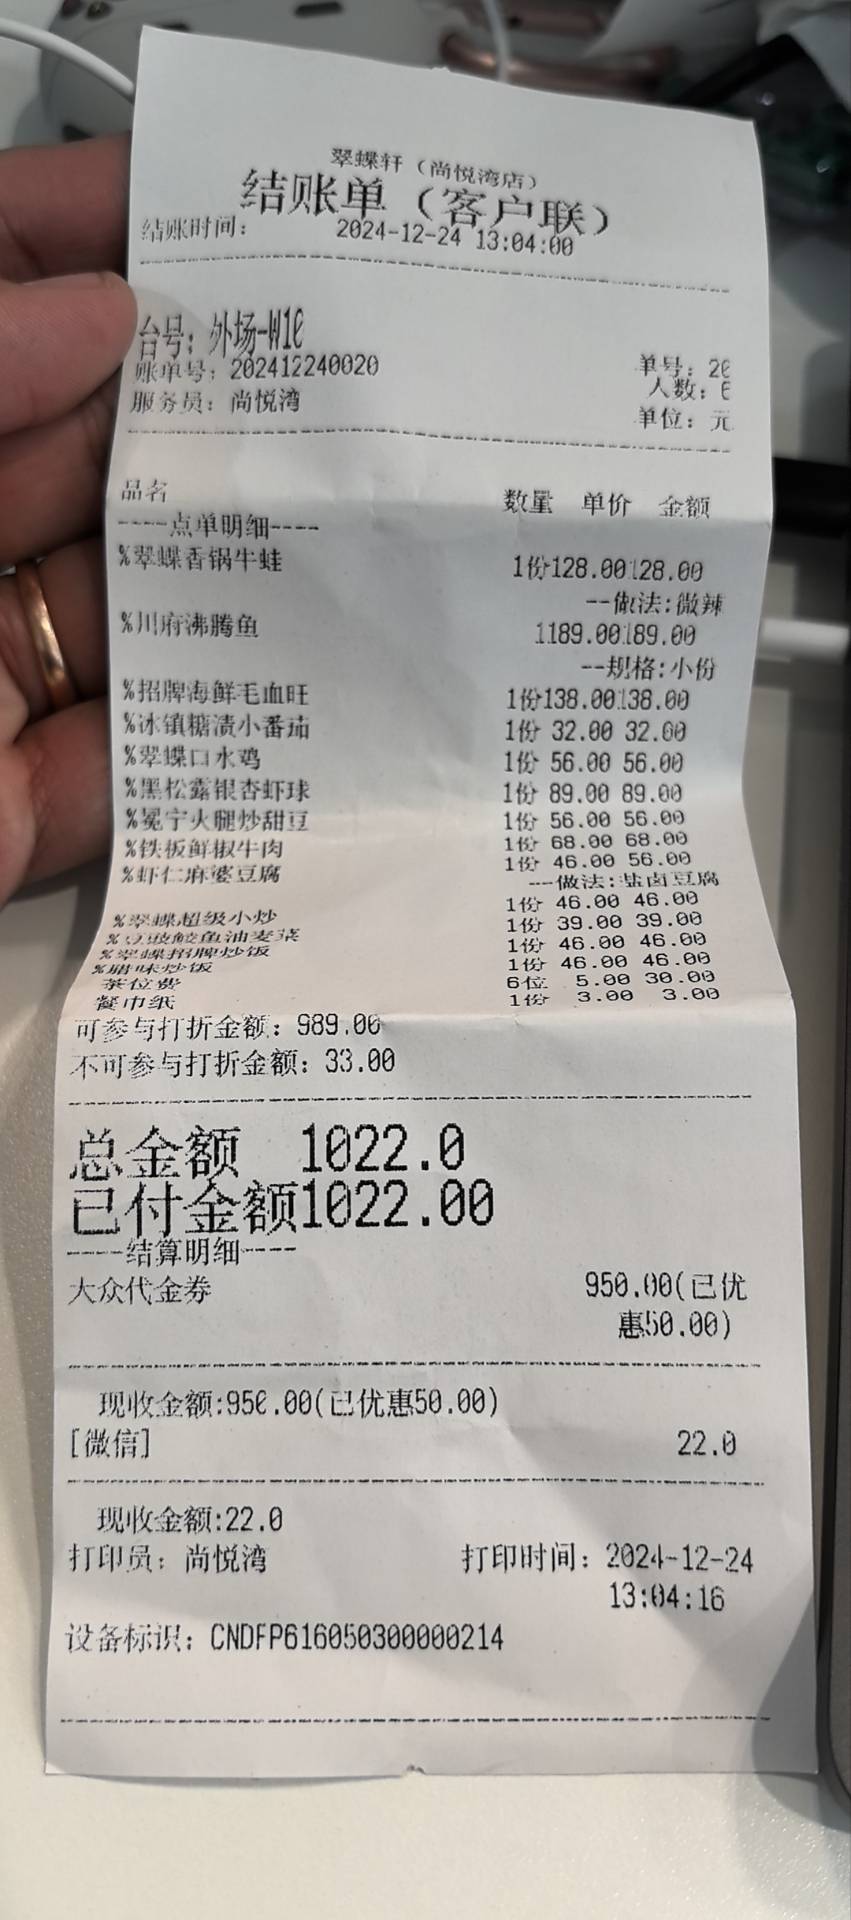 翠蝶轩（尚悦湾店）
结账单（客户联）
结账时间： 2024-12-24 13:04:00
台号：外场-W10
账单号：202412240020 单号：20
人数：6
服务员：尚悦湾 单位：元
品名 数量 单价 金额
----点单明细----
%翠蝶香锅牛蛙 1份128.00128.00
--做法:微辣
%川府沸腾鱼 1189.00189.00
--规格:小份
%招牌海鲜毛血旺 1份138.00138.00
%冰镇糖渍小番茄 1份 32.00 32.00
%翠蝶口水鸡 1份 56.00 56.00
%黑松露银杏虾球 1份 89.00 89.00
%冕宁火腿炒甜豆 1份 56.00 56.00
%铁板鲜椒牛肉 1份 68.00 68.00
%虾仁麻婆豆腐 1份 46.00 56.00
---做法:盐卤豆腐
%翠蝶超级小炒 1份 46.00 46.00
%豆豉鲮鱼油麦菜 1份 39.00 39.00
%翠蝶招牌炒饭 1份 46.00 46.00
%腊味炒饭 1份 46.00 46.00
茶位费 6位 5.00 30.00
餐巾纸 1份 3.00 3.00
可参与打折金额：989.00
不可参与打折金额：33.00
总金额 1022.0
已付金额1022.00
----结算明细----
大众代金券 950.00(已优
惠50.00)
现收金额:950.00(已优惠50.00)
[微信] 22.0
现收金额:22.0
打印员：尚悦湾 打印时间：2024-12-24
13:04:16
设备标识：CNDFP616050300000214